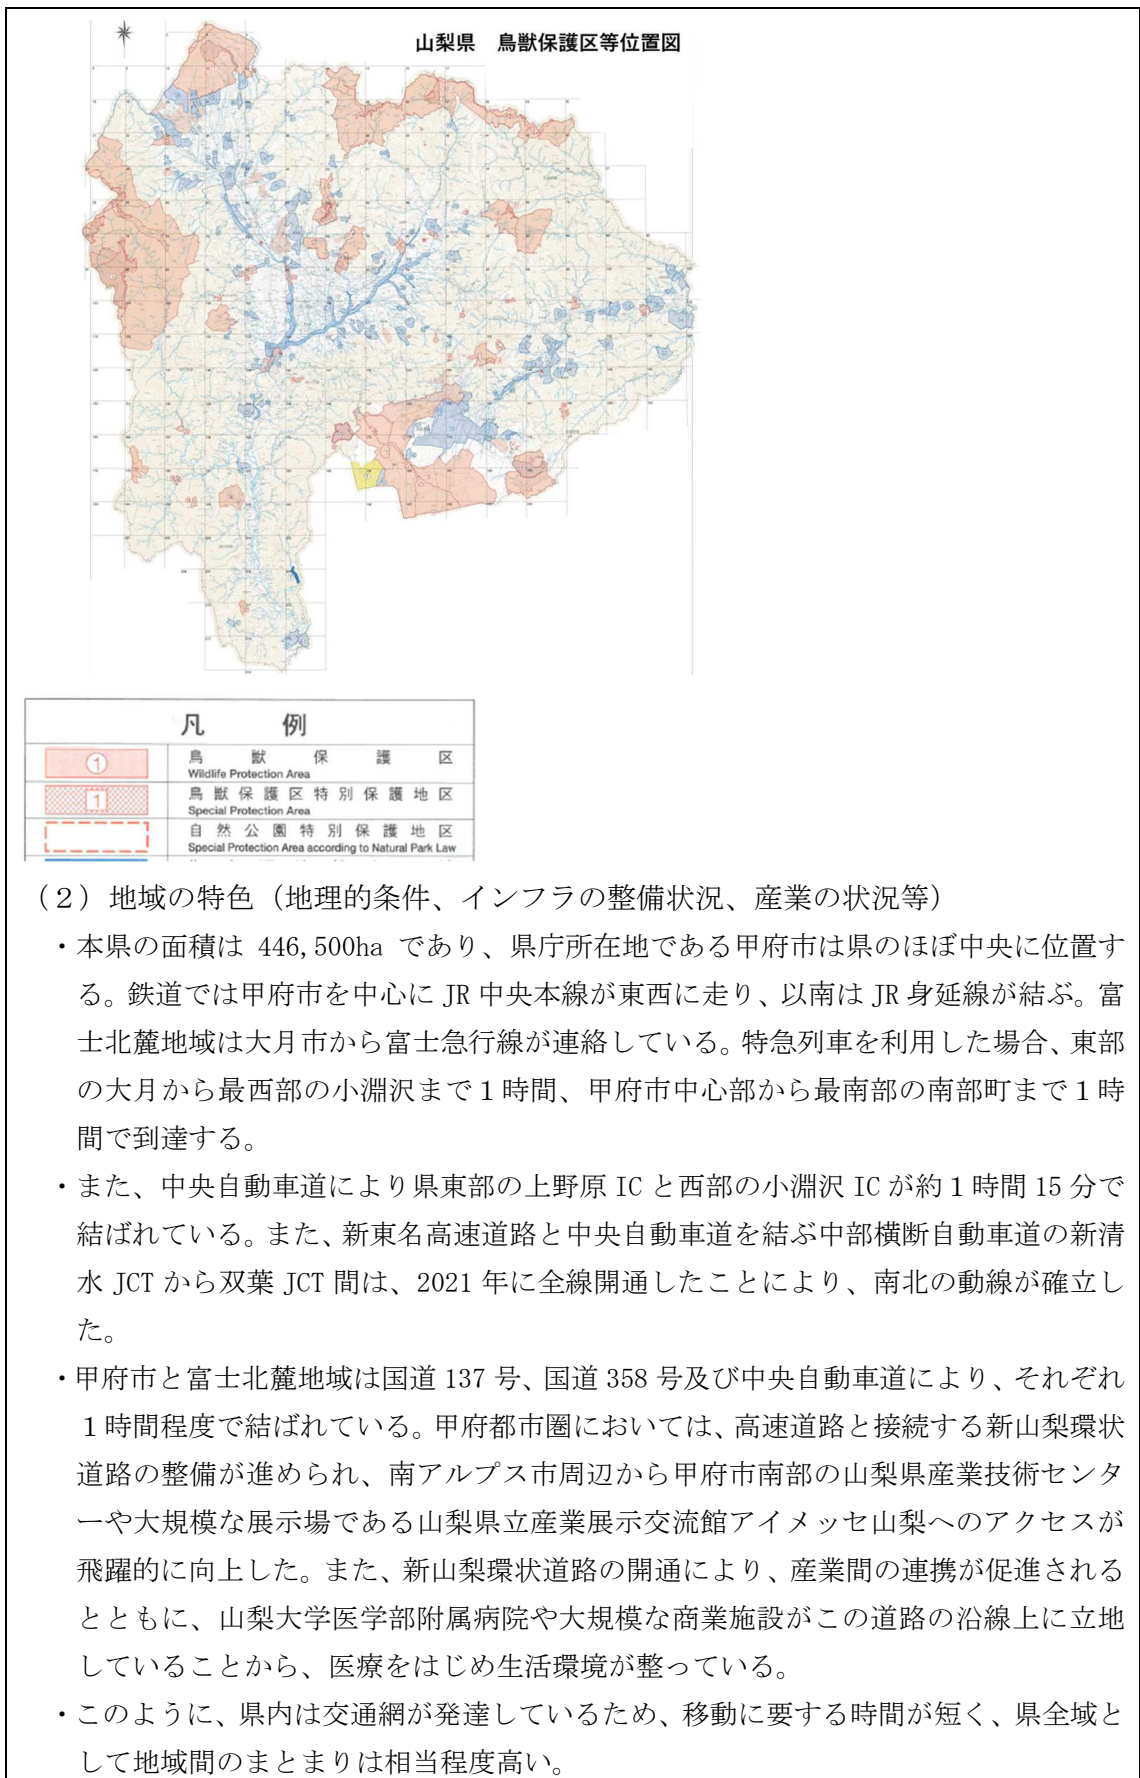 山梨県 鳥獣保護区等位置図
凡 例
1
鳥獣保護区
Wildlife Protection Area
1
鳥獣保護区特別保護地区
Special Protection Area
自然公園特別保護地区
Special Protection Area according to Natural Park Law
(2)地域の特色(地理的条件、インフラの整備状況、産業の状況等)
・本県の面積は 446,500ha であり、県庁所在地である甲府市は県のほぼ中央に位置す
る。鉄道では甲府市を中心に JR 中央本線が東西に走り、以南は JR 身延線が結ぶ。富
士北麓地域は大月市から富士急行線が連絡している。特急列車を利用した場合、東部
の大月から最西部の小淵沢まで1時間、甲府市中心部から最南部の南部町まで1時
間で到達する。
・また、中央自動車道により県東部の上野原 IC と西部の小淵沢 IC が約1時間 15 分で
結ばれている。また、新東名高速道路と中央自動車道を結ぶ中部横断自動車道の新清
水 JCT から双葉 JCT 間は、2021 年に全線開通したことにより、南北の動線が確立し
た。
・甲府市と富士北麓地域は国道 137 号、国道 358 号及び中央自動車道により、それぞれ
1時間程度で結ばれている。甲府都市圏においては、高速道路と接続する新山梨環状
道路の整備が進められ、南アルプス市周辺から甲府市南部の山梨県産業技術センタ
ーや大規模な展示場である山梨県立産業展示交流館アイメッセ山梨へのアクセスが
飛躍的に向上した。また、新山梨環状道路の開通により、産業間の連携が促進される
とともに、山梨大学医学部附属病院や大規模な商業施設がこの道路の沿線上に立地
していることから、医療をはじめ生活環境が整っている。
・このように、県内は交通網が発達しているため、移動に要する時間が短く、県全域と
して地域間のまとまりは相当程度高い。